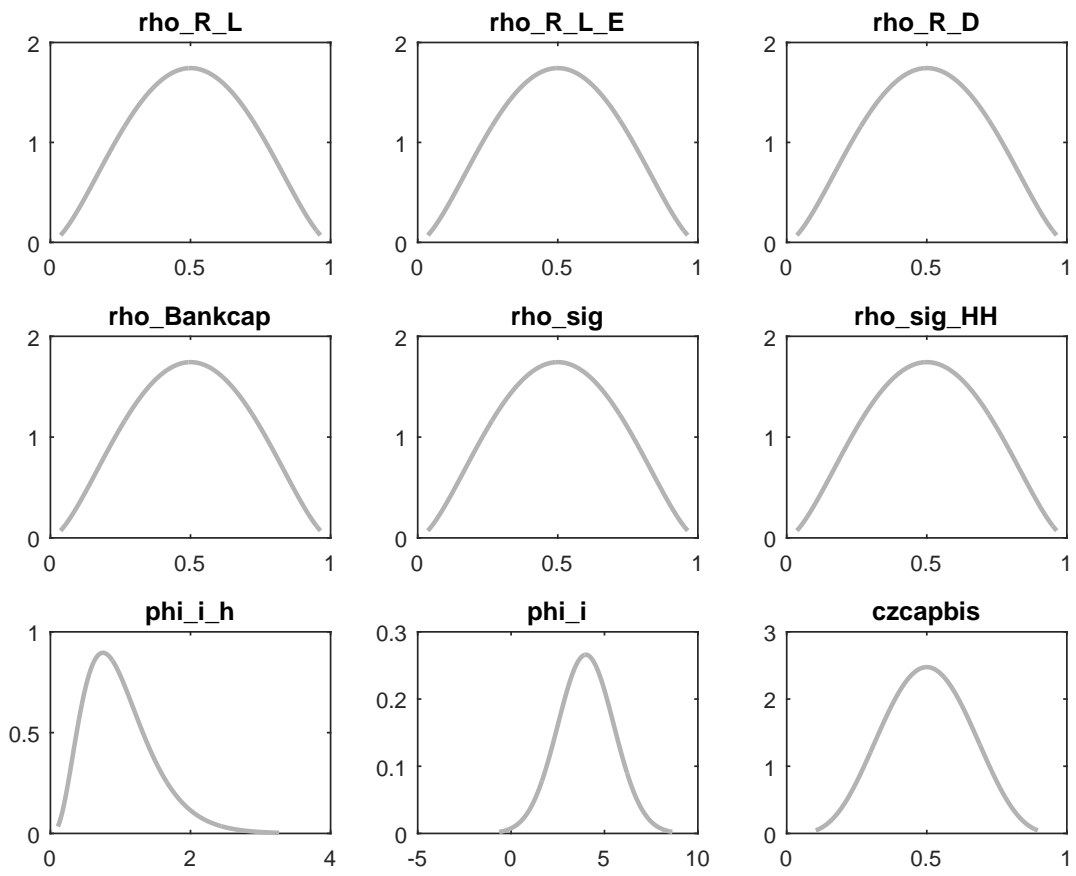 rho_R_L rho_R_L_E rho_R_D
2 2 2
1 1 1
0 0 0
0 0.5 1 0 0.5 1 0 0.5 1
rho_Bankcap rho_sig rho_sig_HH
2 2 2
1 1 1
0 0 0
0 0.5 1 0 0.5 1 0 0.5 1
phi_i_h phi_i czcapbis
1 0.3 3
0.2 2
0.5
0.1 1
0 0 0
0 2 4 -5 0 5 10 0 0.5 1